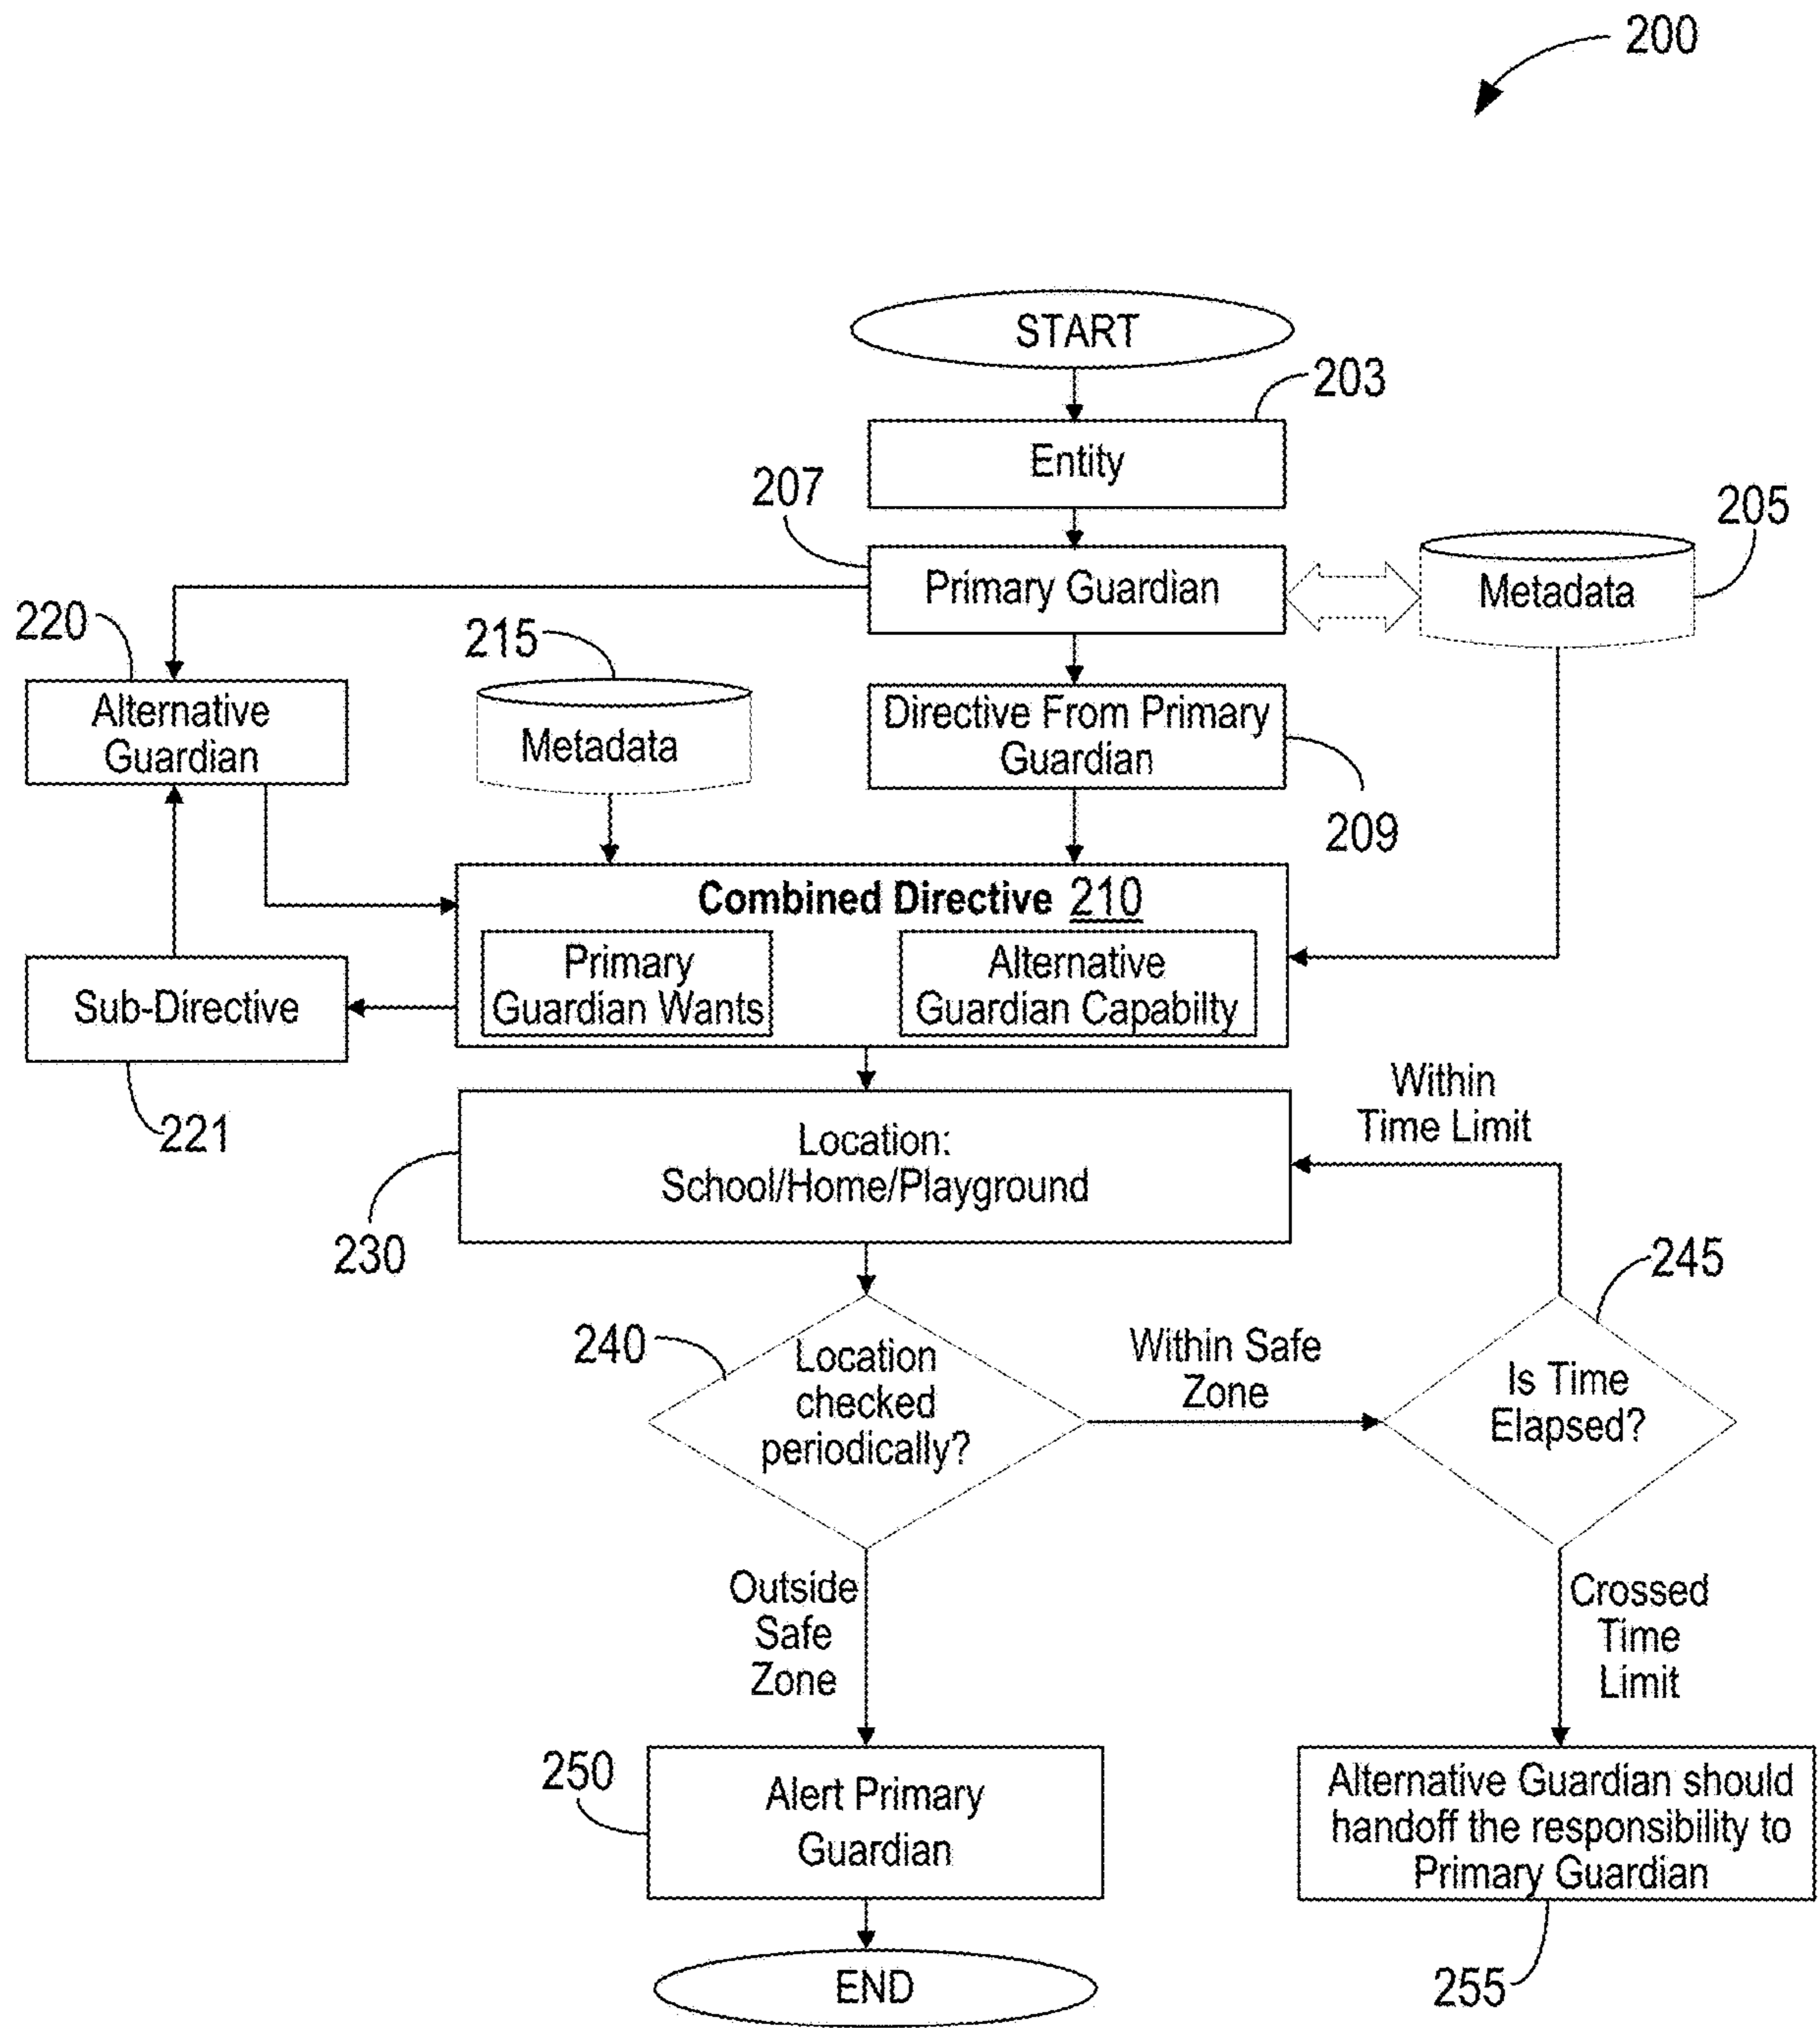 200
START
203
Entity
207
Primary Guardian
205
Metadata
220
Alternative
Guardian
215
Metadata
Directive From Primary
Guardian
209
Combined Directive 210
Primary
Guardian Wants
Alternative
Guardian Capabilty
Sub-Directive
221
Within
Time Limit
Location:
School/Home/Playground
230
245
240
Location
checked
periodically?
Within Safe
Zone
Is Time
Elapsed?
Outside
Safe
Zone
Crossed
Time
Limit
250
Alert Primary
Guardian
Alternative Guardian should
handoff the responsibility to
Primary Guardian
END
255